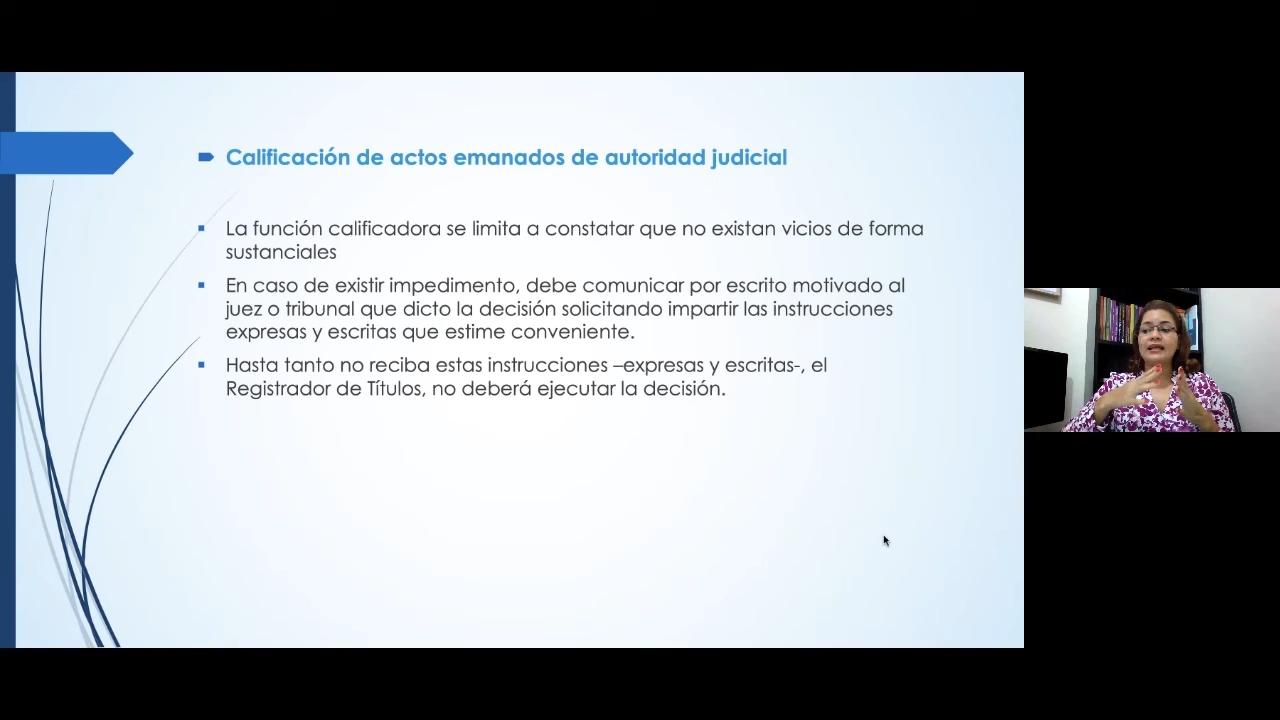 Calificación de actos emanados de autoridad judicial
La función calificadora se limita a constatar que no existan vicios de forma
sustanciales
En caso de existir impedimento, debe comunicar por escrito motivado al
juez o tribunal que dicto la decisión solicitando impartir las instrucciones
expresas y escritas que estime conveniente.
Hasta tanto no reciba estas instrucciones –expresas y escritas-, el
Registrador de Títulos, no deberá ejecutar la decisión.